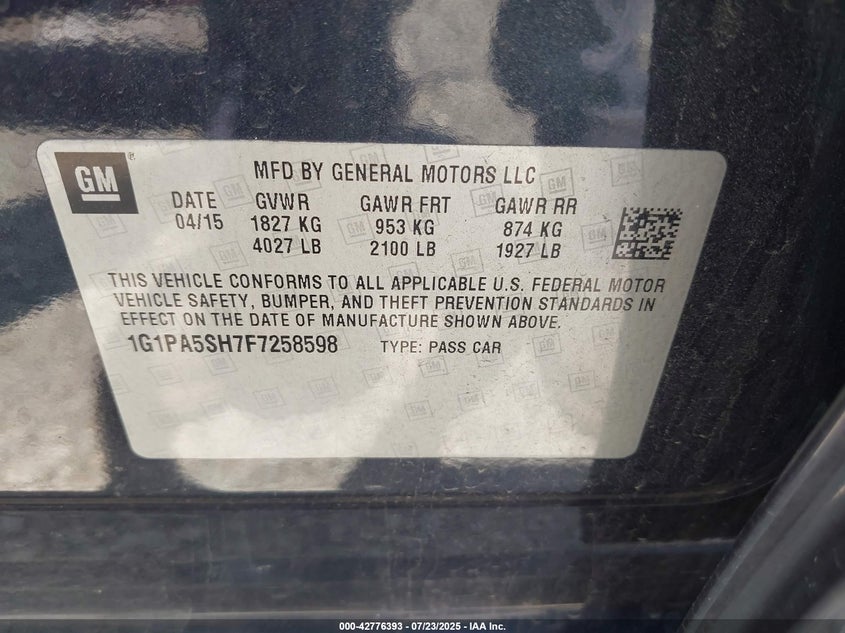 GM
MFD BY GENERAL MOTORS LLC
DATE GVWR GAWR FRT GAWR RR
04/15 1827 KG 953 KG 874 KG
4027 LB 2100 LB 1927 LB
THIS VEHICLE CONFORMS TO ALL APPLICABLE U.S. FEDERAL MOTOR
VEHICLE SAFETY, BUMPER, AND THEFT PREVENTION STANDARDS IN
EFFECT ON THE DATE OF MANUFACTURE SHOWN ABOVE.
1G1PA5SH7F7258598 TYPE: PASS CAR
000-42776393 - 07/23/2025 - IAA Inc.